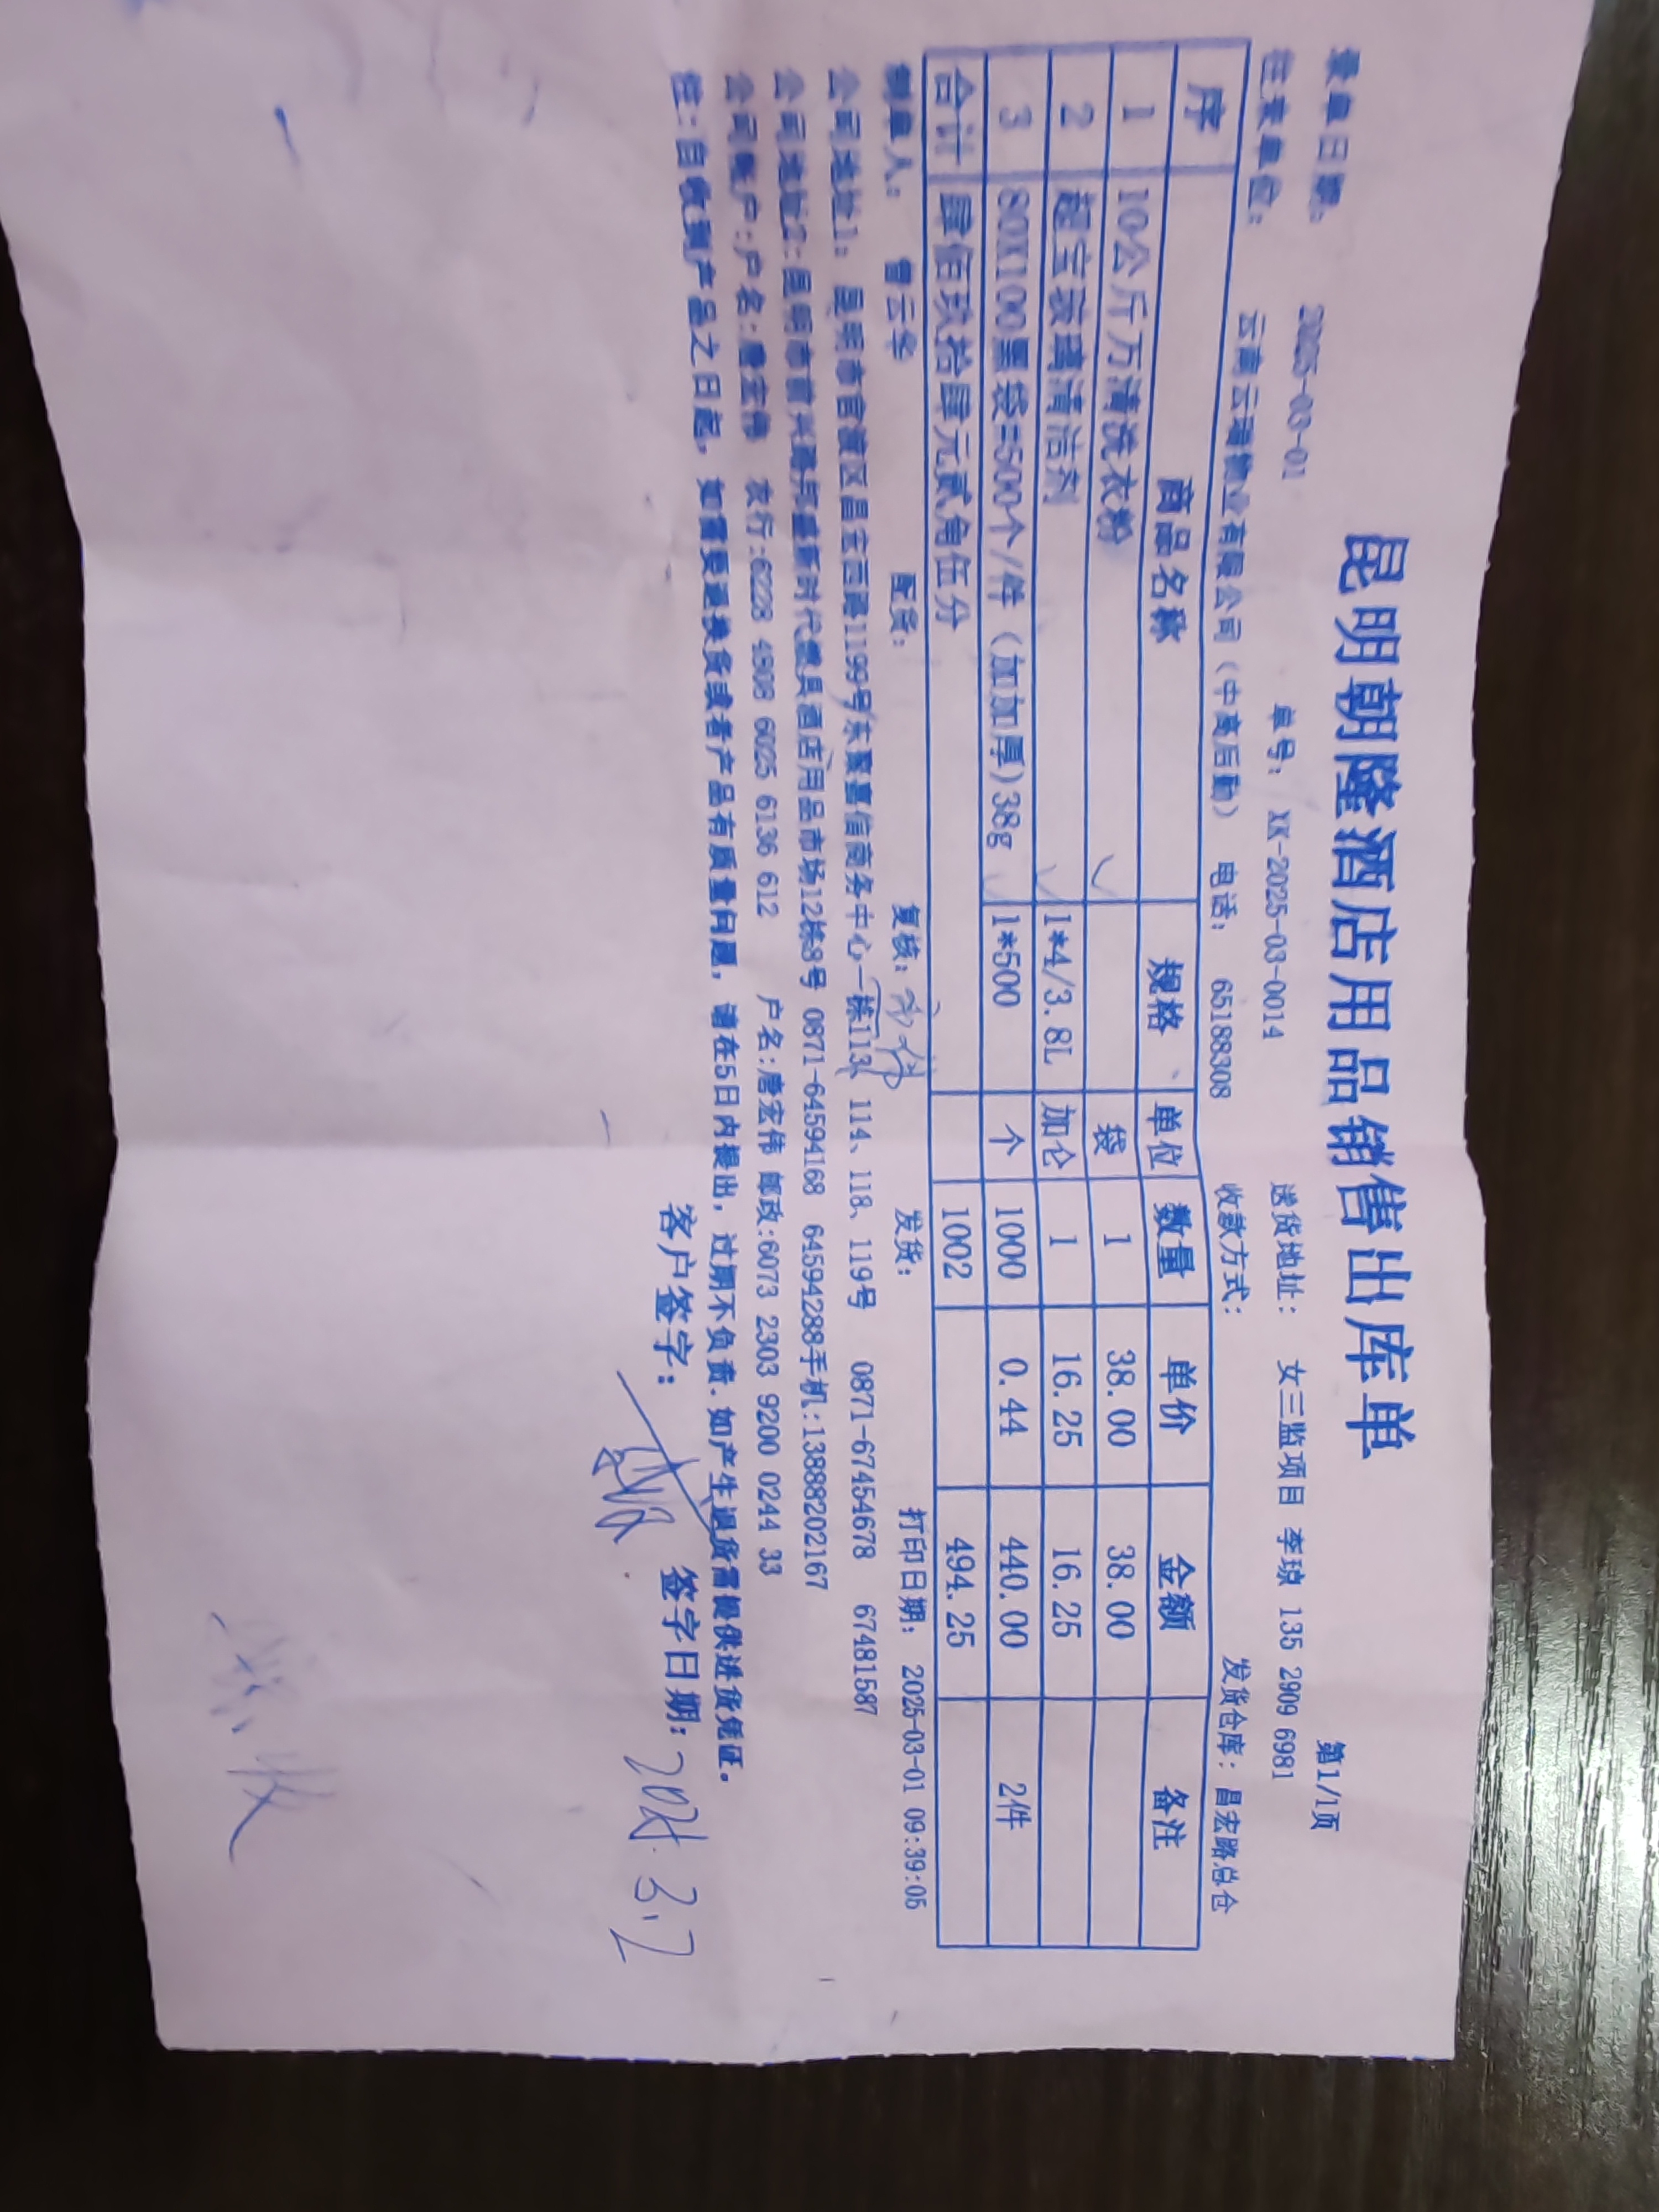 昆明朝隆酒店用品销售出库单
第1/1页
录单日期: 2025-03-01 单号: XK-2025-03-0014 送货地址: 女三监项目 李琼 135 2909 6981
往来单位: 云南云瑞物业有限公司(中高后勤) 电话: 65188308 收款方式: 发货仓库:昌宏路总仓
序 商品名称 规格 单位 数量 单价 金额 备注
1 10公斤万清洗衣粉 袋 1 38.00 38.00
2 超宝玻璃清洁剂 1*4/3.8L 加仑 1 16.25 16.25
3 80X100黑袋=500个/件(加加厚)38g 1*500 个 1000 0.44 440.00 2件
合计 肆佰玖拾肆元贰角伍分 1002 494.25
制单人: 曾云华 配货: 复核: 发货: 打印日期: 2025-03-01 09:39:05
公司地址1: 昆明市官渡区昌宏西路1199号东聚喜信商务中心一栋113、114、118、119号 0871-67454678 67481587
公司地址2:昆明市前兴路邦盛新时代餐具酒店用品市场12栋8号 0871-64594168 64594288手机:13888202167
公司帐户:户名:唐宏伟 农行:6228 4808 6025 6136 612 户名:唐宏伟 邮政:6073 2303 9200 0244 33
注:自收到产品之日起,如需要退换货或者产品有质量问题,请在5日内提出,过期不负责.如产生退货需提供进货凭证。
客户签字: 签字日期: 2025.3.2